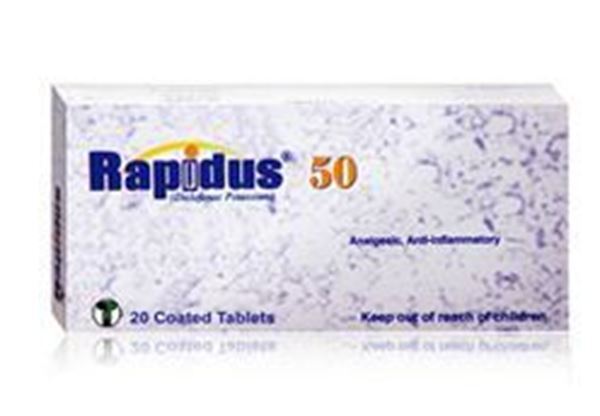 Rapidus® 50
(Diclofenac Potassium)
Analgesic, Anti-inflammatory
20 Coated Tablets
Keep out of reach of children